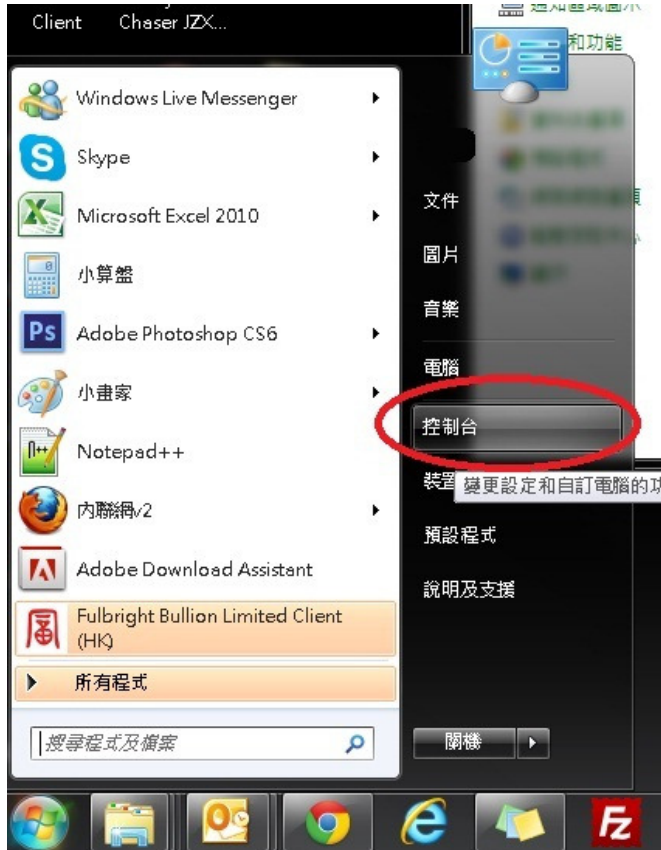 Client Chaser JZX...
和功能
Windows Live Messenger
Skype
Microsoft Excel 2010
小算盤
Adobe Photoshop CS6
小畫家
Notepad++
內聯網v2
Adobe Download Assistant
Fulbright Bullion Limited Client
(HK)
所有程式
搜尋程式及檔案
文件
圖片
音樂
電腦
控制台
裝置
變更設定和自訂電腦的功
預設程式
說明及支援
關機